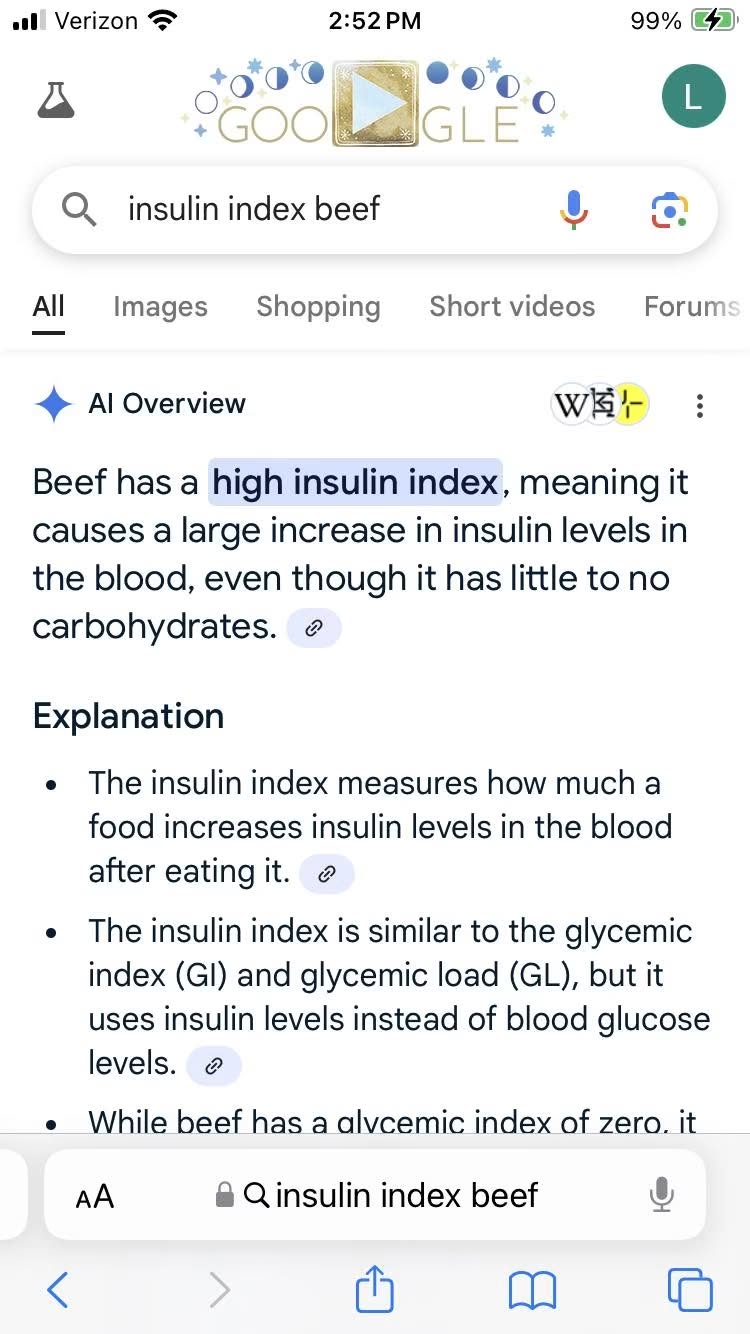 Verizon 2:52 PM 99%
GOO GLE
L
insulin index beef
All Images Shopping Short videos Forums
AI Overview W
Beef has a high insulin index, meaning it
causes a large increase in insulin levels in
the blood, even though it has little to no
carbohydrates.
Explanation
• The insulin index measures how much a
food increases insulin levels in the blood
after eating it.
• The insulin index is similar to the glycemic
index (GI) and glycemic load (GL), but it
uses insulin levels instead of blood glucose
levels.
• While beef has a glycemic index of zero, it
AA insulin index beef